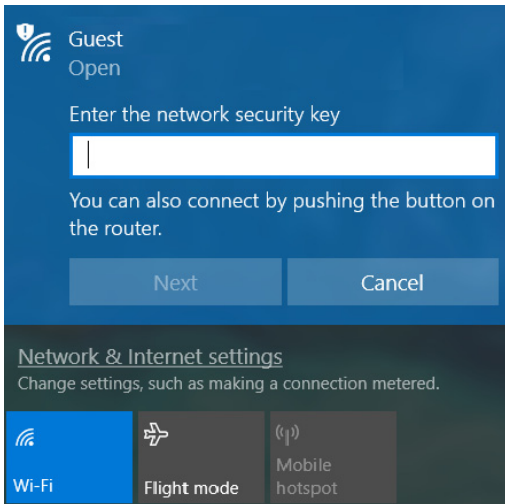 Guest
Open
Enter the network security key
You can also connect by pushing the button on
the router.
Next
Cancel
Network & Internet settings
Change settings, such as making a connection metered.
Wi-Fi
Flight mode
Mobile
hotspot